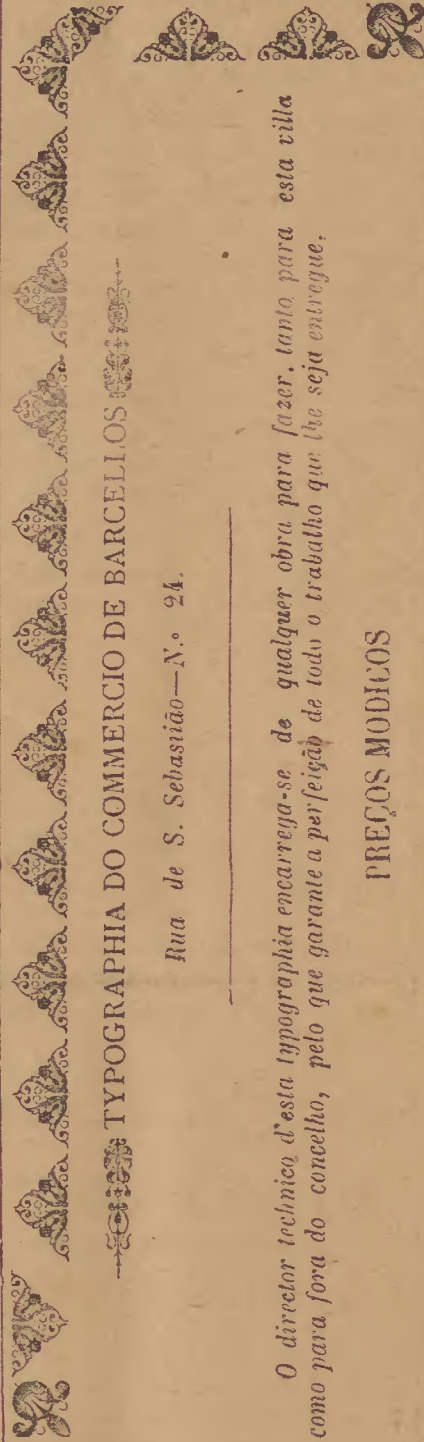 TYPOGRAPHIA DO COMMERCIO DE BARCELLOS
Rua de S. Sebastião—N.º 24.
O director technico d'esta typographia encarrega-se de qualquer obra para fazer, tanto para esta villa
como para fora do concelho, pelo que garante a perfeição de todo o trabalho que lhe seja entregue.
PREÇOS MODICOS